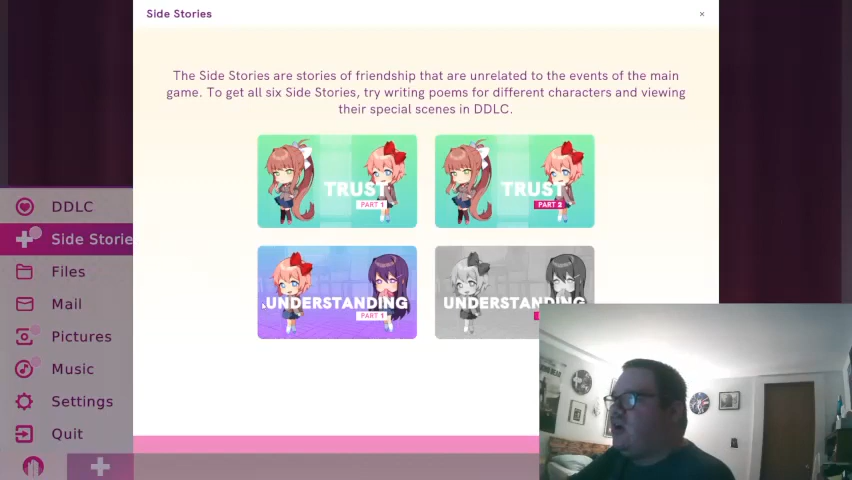 Side Stories
×
The Side Stories are stories of friendship that are unrelated to the events of the main
game. To get all six Side Stories, try writing poems for different characters and viewing
their special scenes in DDLC.
TRUST
PART 1
TRUST
PART 2
UNDERSTANDING
PART 1
UNDERSTANDING
DDLC
Side Storie
Files
Mail
Pictures
Music
Settings
Quit